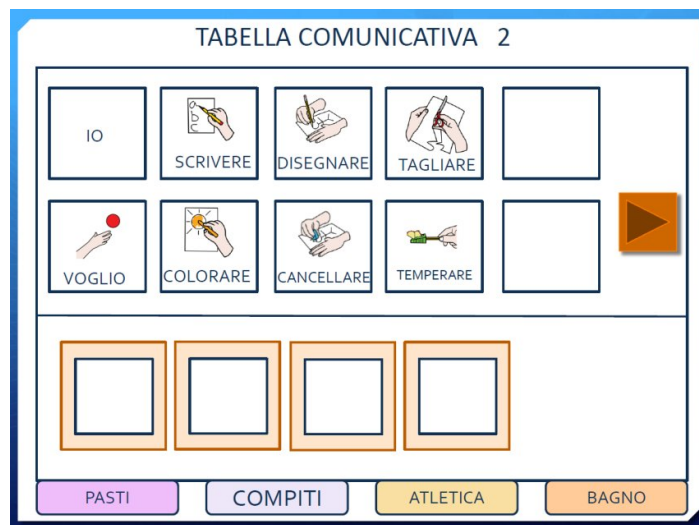 TABELLA COMUNICATIVA 2
IO
SCRIVERE
DISEGNARE
TAGLIARE
VOGLIO
COLORARE
CANCELLARE
TEMPERARE
PASTI
COMPITI
ATLETICA
BAGNO